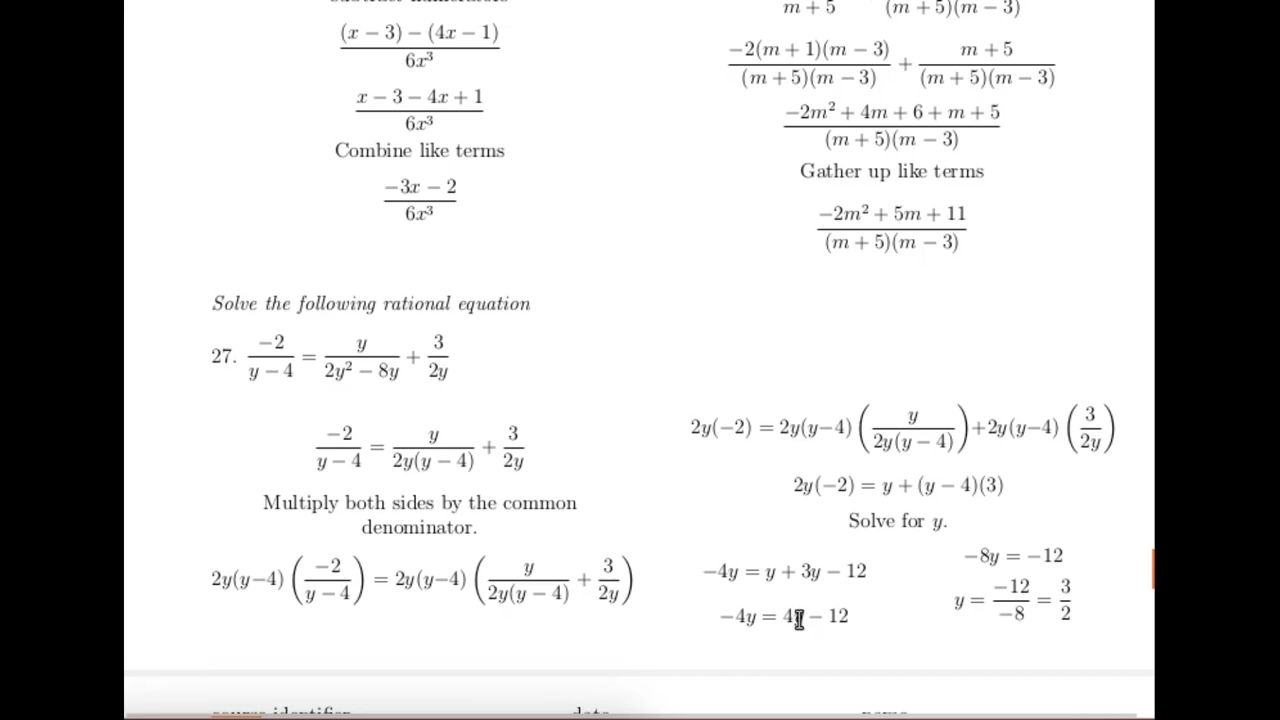 (x − 3) − (4x − 1) / 6x³
x − 3 − 4x + 1 / 6x³
Combine like terms
−3x − 2 / 6x³
m + 5 (m + 5)(m − 3)
−2(m + 1)(m − 3) / (m + 5)(m − 3) + m + 5 / (m + 5)(m − 3)
−2m² + 4m + 6 + m + 5 / (m + 5)(m − 3)
Gather up like terms
−2m² + 5m + 11 / (m + 5)(m − 3)
Solve the following rational equation
27. −2 / y − 4 = y / 2y² − 8y + 3 / 2y
−2 / y − 4 = y / 2y(y − 4) + 3 / 2y
Multiply both sides by the common
denominator.
2y(y−4) (−2 / y − 4) = 2y(y−4) (y / 2y(y − 4) + 3 / 2y)
2y(−2) = 2y(y−4) (y / 2y(y − 4)) +2y(y−4) (3 / 2y)
2y(−2) = y + (y − 4)(3)
Solve for y.
−4y = y + 3y − 12
−4y = 4y − 12
−8y = −12
y = −12 / −8 = 3 / 2